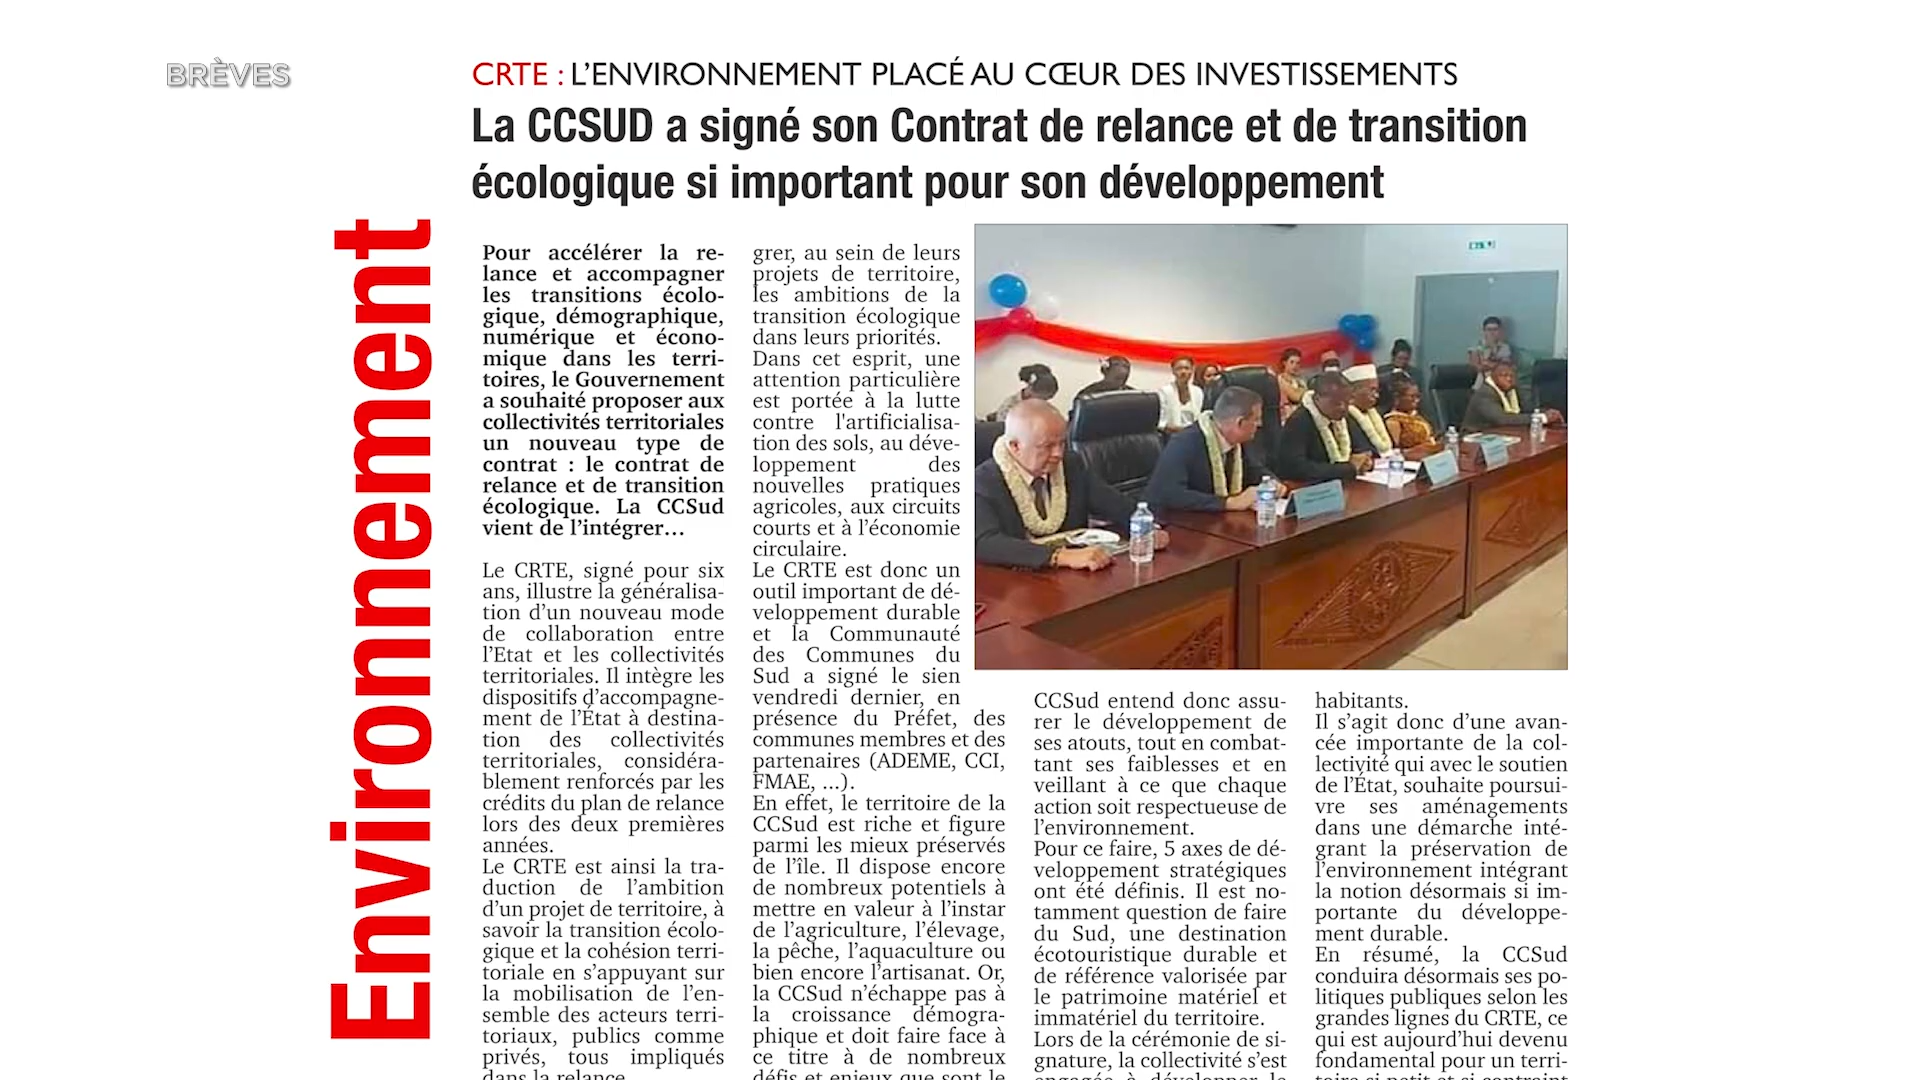 BRÈVES
CRTE : L’ENVIRONNEMENT PLACÉ AU CŒUR DES INVESTISSEMENTS
La CCSUD a signé son Contrat de relance et de transition
écologique si important pour son développement
Environnement
Pour accélérer la re-
lance et accompagner
les transitions écolo-
gique, démographique,
numérique et écono-
mique dans les terri-
toires, le Gouvernement
a souhaité proposer aux
collectivités territoriales
un nouveau type de
contrat : le contrat de
relance et de transition
écologique. La CCSud
vient de l’intégrer…
Le CRTE, signé pour six
ans, illustre la généralisa-
tion d’un nouveau mode
de collaboration entre
l’Etat et les collectivités
territoriales. Il intègre les
dispositifs d’accompagne-
ment de l’État à destina-
tion des collectivités
territoriales, considéra-
blement renforcés par les
crédits du plan de relance
lors des deux premières
années.
Le CRTE est ainsi la tra-
duction de l’ambition
d’un projet de territoire, à
savoir la transition écolo-
gique et la cohésion terri-
toriale en s’appuyant sur
la mobilisation de l’en-
semble des acteurs terri-
toriaux, publics comme
privés, tous impliqués
dans la relance
grer, au sein de leurs
projets de territoire,
les ambitions de la
transition écologique
dans leurs priorités.
Dans cet esprit, une
attention particulière
est portée à la lutte
contre l'artificialisa-
tion des sols, au déve-
loppement des
nouvelles pratiques
agricoles, aux circuits
courts et à l’économie
circulaire.
Le CRTE est donc un
outil important de dé-
veloppement durable
et la Communauté
des Communes du
Sud a signé le sien
vendredi dernier, en
présence du Préfet, des
communes membres et des
partenaires (ADEME, CCI,
FMAE, ...).
En effet, le territoire de la
CCSud est riche et figure
parmi les mieux préservés
de l’île. Il dispose encore
de nombreux potentiels à
mettre en valeur à l’instar
de l’agriculture, l’élevage,
la pêche, l’aquaculture ou
bien encore l’artisanat. Or,
la CCSud n’échappe pas à
la croissance démogra-
phique et doit faire face à
ce titre à de nombreux
défis et enjeux que sont le
CCSud entend donc assu-
rer le développement de
ses atouts, tout en combat-
tant ses faiblesses et en
veillant à ce que chaque
action soit respectueuse de
l’environnement.
Pour ce faire, 5 axes de dé-
veloppement stratégiques
ont été définis. Il est no-
tamment question de faire
du Sud, une destination
écotouristique durable et
de référence valorisée par
le patrimoine matériel et
immatériel du territoire.
Lors de la cérémonie de si-
gnature, la collectivité s’est
engagée à développer le
habitants.
Il s’agit donc d’une avan-
cée importante de la col-
lectivité qui avec le soutien
de l’État, souhaite poursui-
vre ses aménagements
dans une démarche inté-
grant la préservation de
l’environnement intégrant
la notion désormais si im-
portante du développe-
ment durable.
En résumé, la CCSud
conduira désormais ses po-
litiques publiques selon les
grandes lignes du CRTE, ce
qui est aujourd’hui devenu
fondamental pour un terri-
toire si petit et si contraint